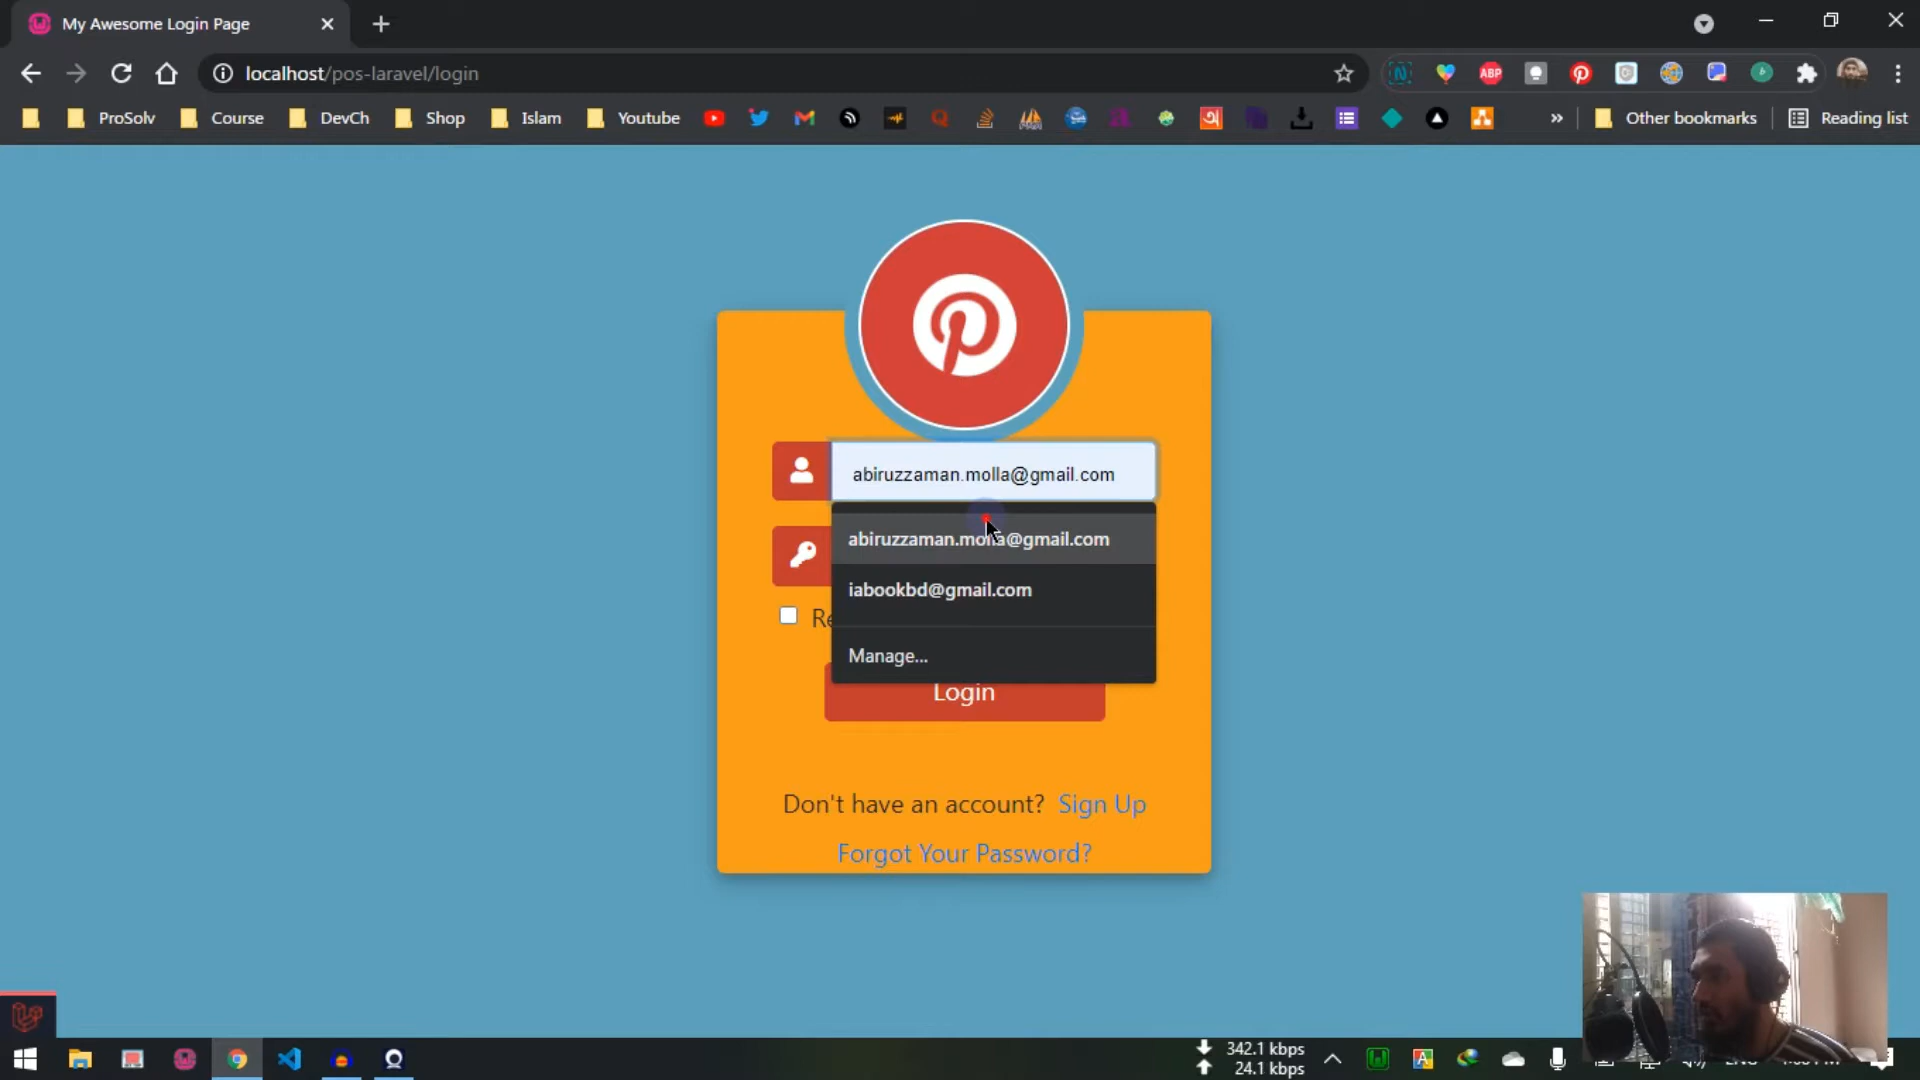 My Awesome Login Page
localhost/pos-laravel/login
ABP
ProSolv Course DevCh Shop Islam Youtube » Other bookmarks Reading list
abiruzzaman.molla@gmail.com
abiruzzaman.molla@gmail.com
iabookbd@gmail.com
Re
Manage...
Login
Don't have an account? Sign Up
Forgot Your Password?
342.1 kbps
24.1 kbps